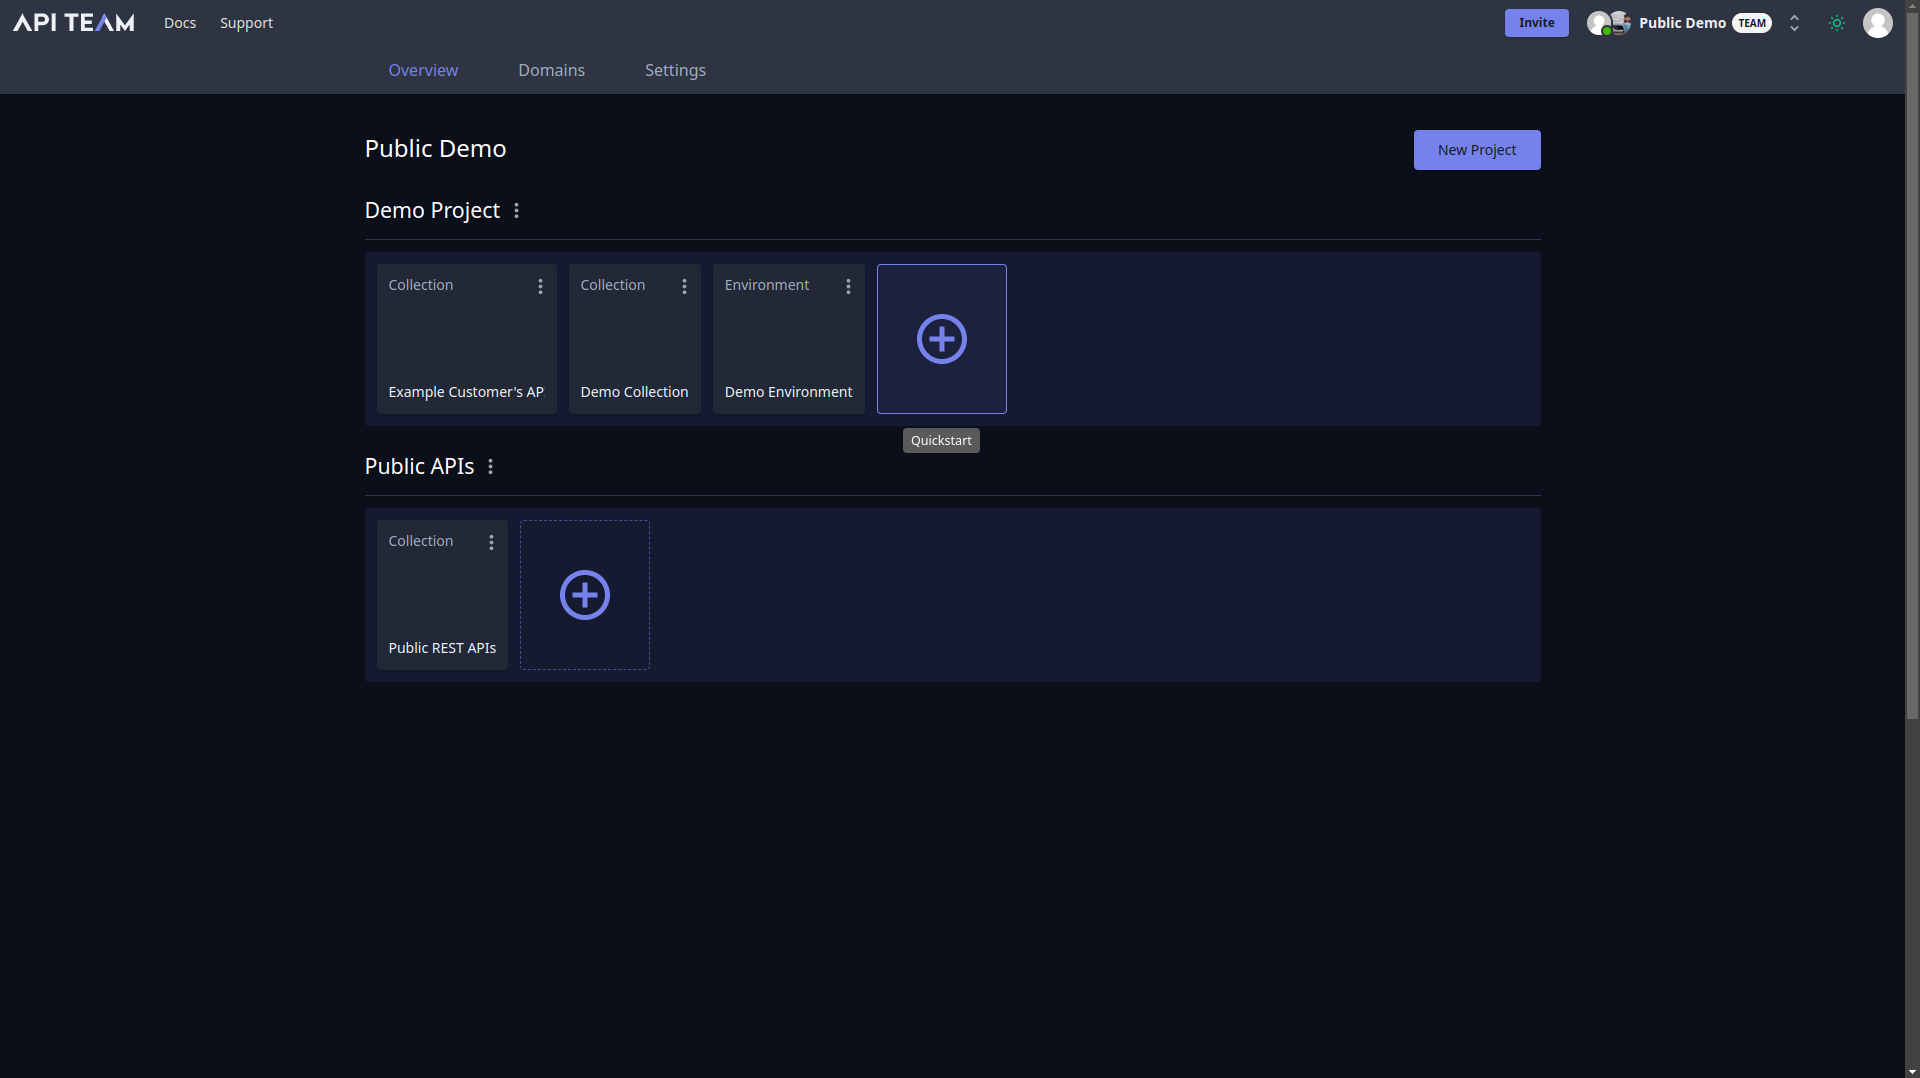 API TEAM
Docs
Support
Invite
Public Demo
TEAM
Overview
Domains
Settings
Public Demo
New Project
Demo Project
Collection
Collection
Environment
Example Customer's AP
Demo Collection
Demo Environment
Quickstart
Public APIs
Collection
Public REST APIs